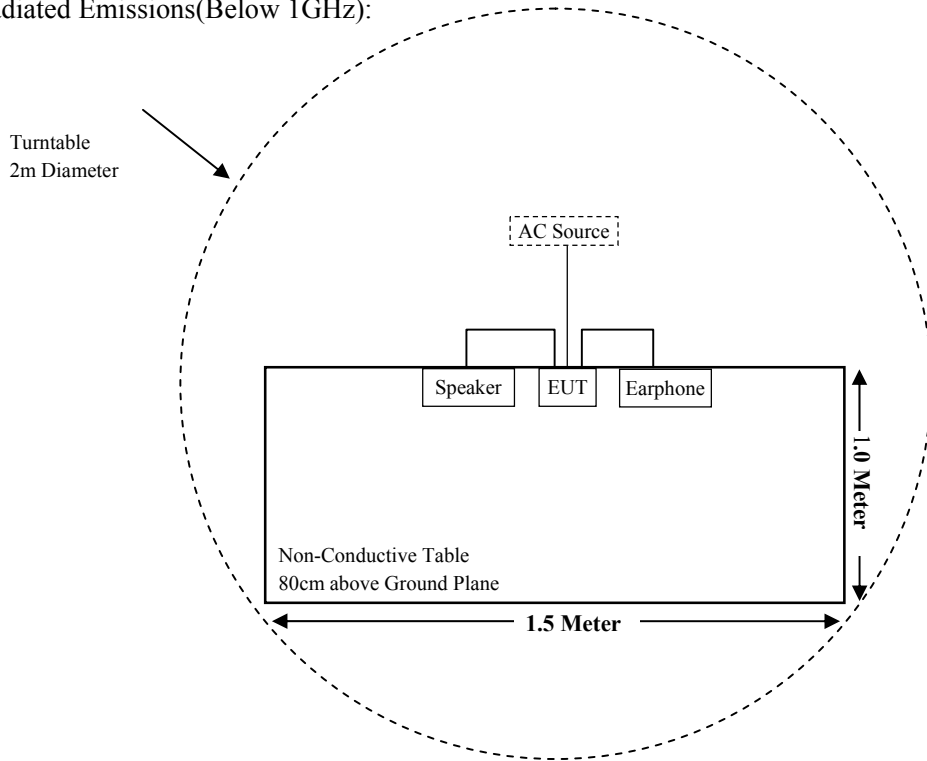 diated Emissions(Below 1GHz):
Turntable
2m Diameter
AC Source
Speaker
EUT
Earphone
1.0 Meter
Non-Conductive Table
80cm above Ground Plane
1.5 Meter